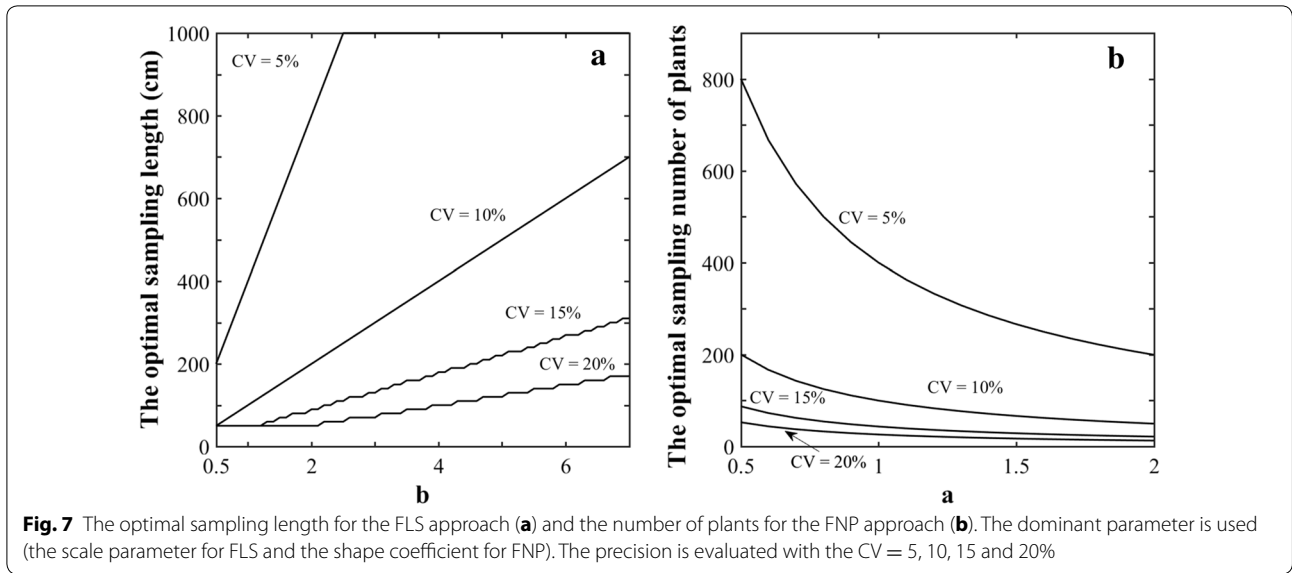 The optimal sampling length (cm)
1000
800
600
400
200
0
0.5
2
4
6
b
a
CV = 5%
CV = 10%
CV = 15%
CV = 20%
The optimal sampling number of plants
800
600
400
200
0
0.5
1
1.5
2
a
b
CV = 5%
CV = 10%
CV = 15%
CV = 20%
Fig. 7 The optimal sampling length for the FLS approach (a) and the number of plants for the FNP approach (b). The dominant parameter is used
(the scale parameter for FLS and the shape coefficient for FNP). The precision is evaluated with the CV = 5, 10, 15 and 20%